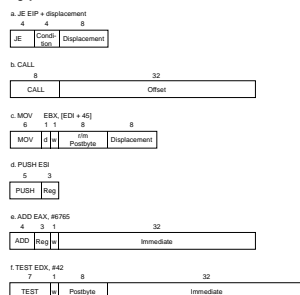 a. JE EIP + displacement
4 4 8
JE Condi- Displacement
tion
b. CALL
8 32
CALL Offset
c. MOV EBX, [EDI + 45]
6 1 1 8 8
MOV d w r/m Displacement
Postbyte
d. PUSH ESI
5 3
PUSH Reg
e. ADD EAX, #6765
4 3 1 32
ADD Reg w Immediate
f. TEST EDX, #42
7 1 8 32
TEST w Postbyte Immediate